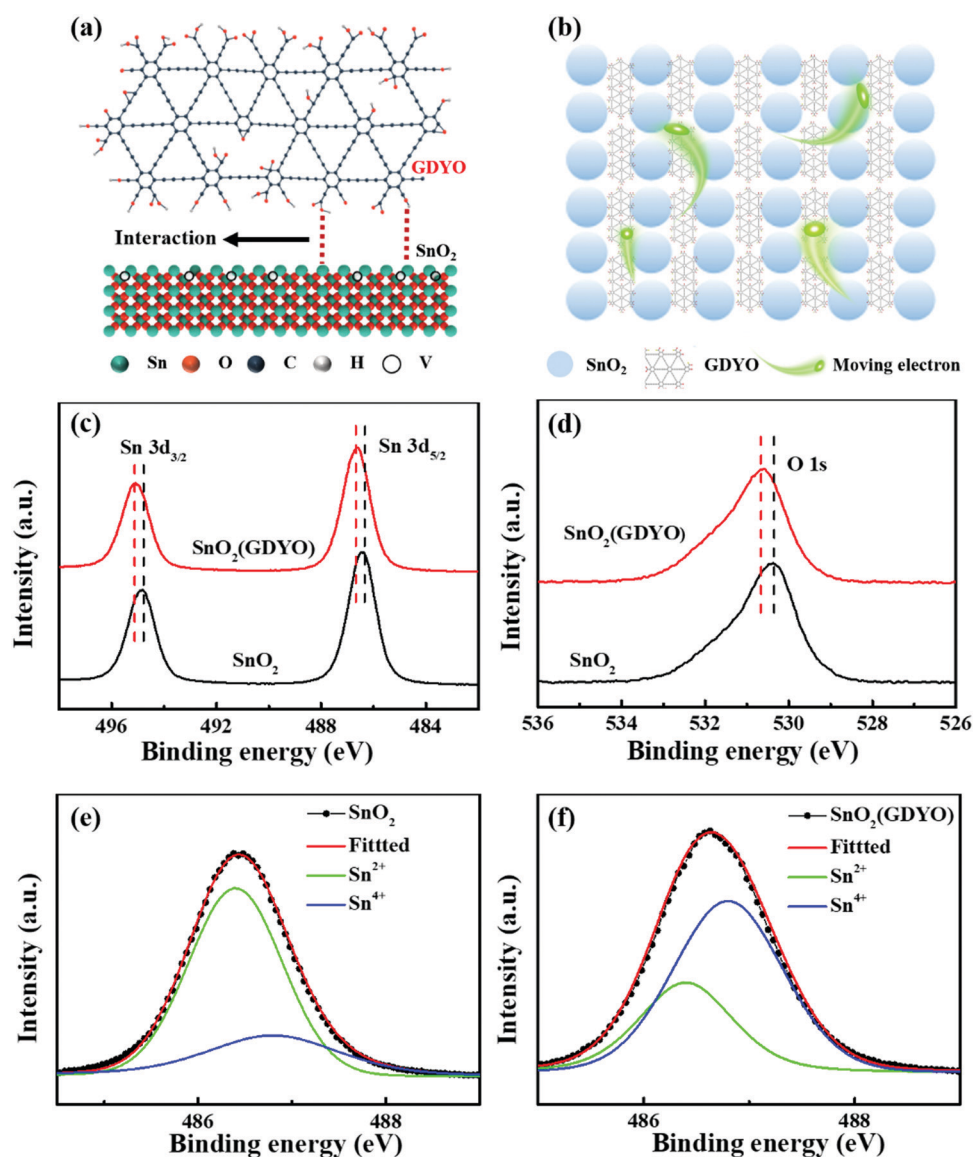 (a)
GDYO
Interaction
SnO₂
Sn O C H V
(b)
SnO₂ GDYO Moving electron
(c)
Sn 3d₃/₂
Sn 3d₅/₂
SnO₂(GDYO)
SnO₂
Intensity (a.u.)
496 492 488 484
Binding energy (eV)
(d)
O 1s
SnO₂(GDYO)
SnO₂
Intensity (a.u.)
536 534 532 530 528 526
Binding energy (eV)
(e)
SnO₂
Fittted
Sn²⁺
Sn⁴⁺
Intensity (a.u.)
486 488
Binding energy (eV)
(f)
SnO₂(GDYO)
Fittted
Sn²⁺
Sn⁴⁺
Intensity (a.u.)
486 488
Binding energy (eV)